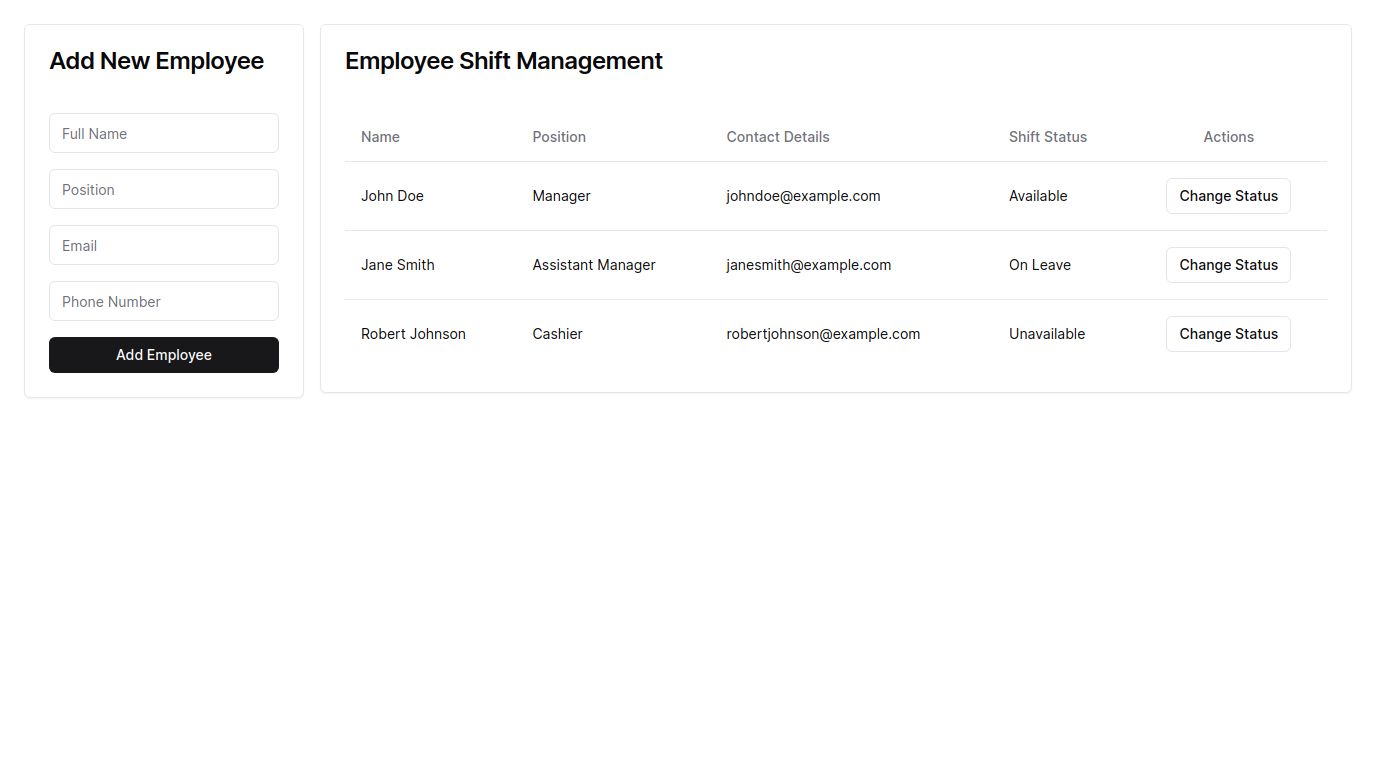 Add New Employee
Full Name
Position
Email
Phone Number
Add Employee
Employee Shift Management
Name Position Contact Details Shift Status Actions
John Doe Manager johndoe@example.com Available Change Status
Jane Smith Assistant Manager janesmith@example.com On Leave Change Status
Robert Johnson Cashier robertjohnson@example.com Unavailable Change Status